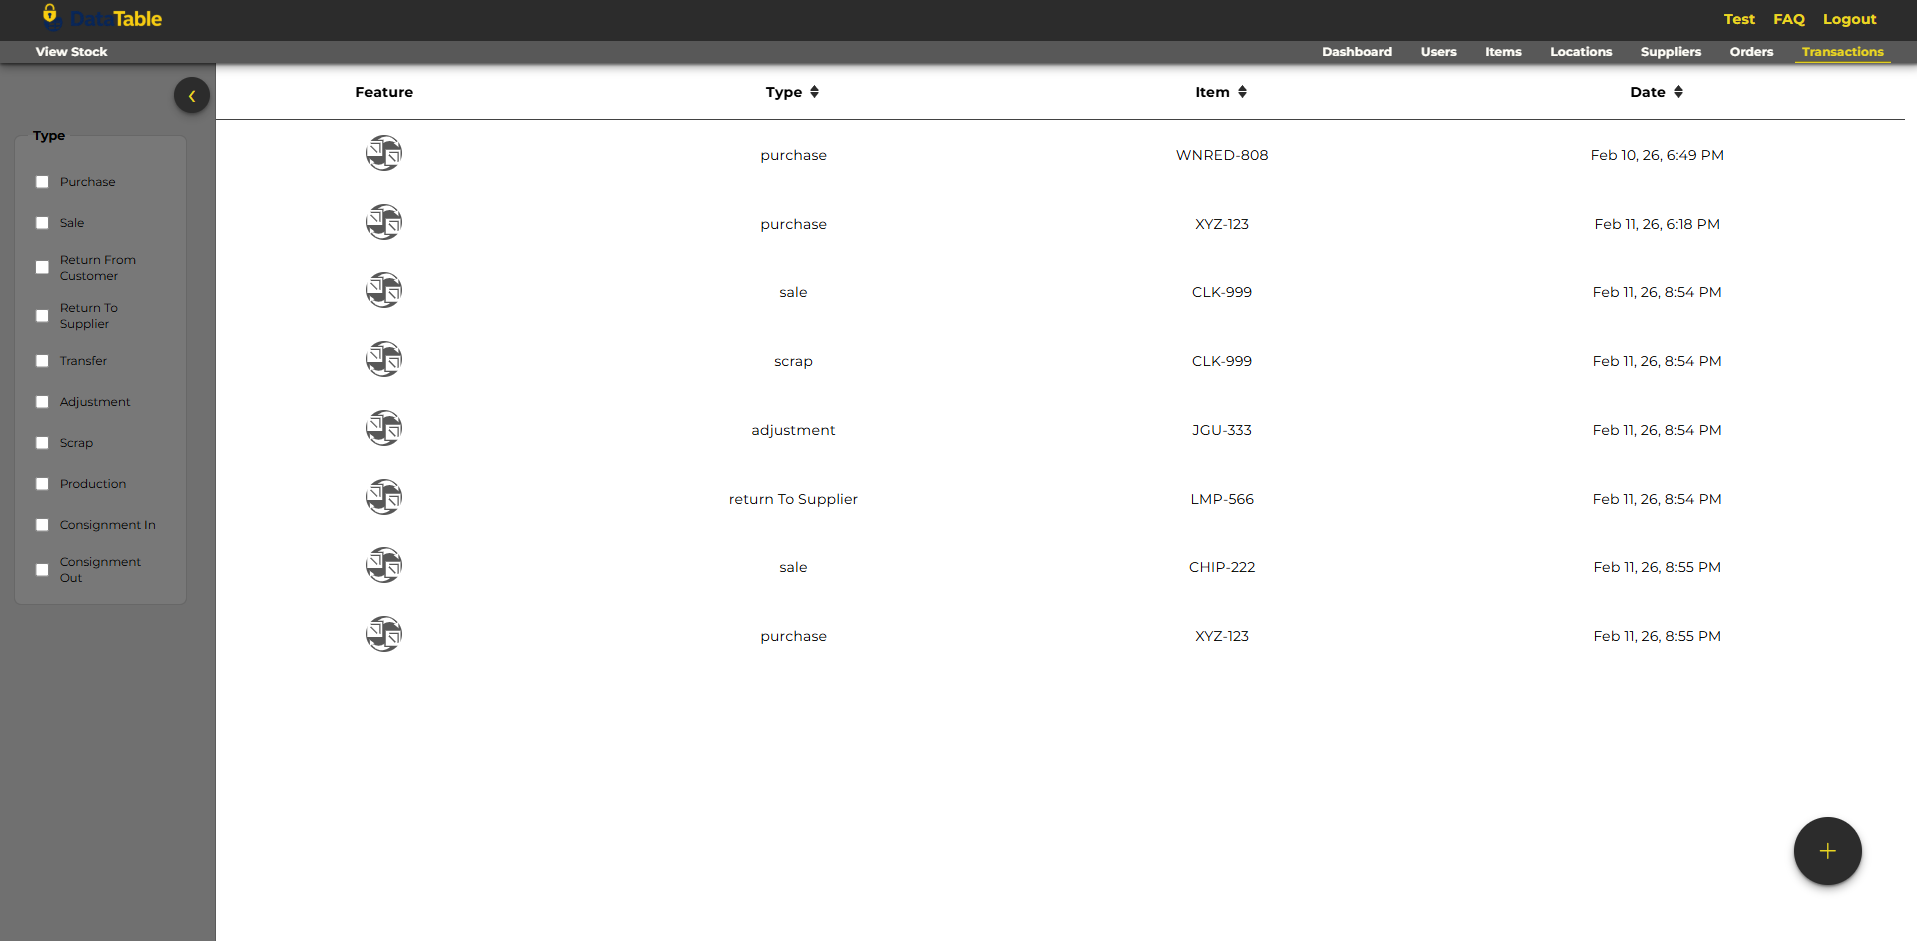 DataTable
Test FAQ Logout
View Stock
Dashboard Users Items Locations Suppliers Orders Transactions
Type
Purchase
Sale
Return From
Customer
Return To
Supplier
Transfer
Adjustment
Scrap
Production
Consignment In
Consignment
Out
Feature Type Item Date
purchase WNRED-808 Feb 10, 26, 6:49 PM
purchase XYZ-123 Feb 11, 26, 6:18 PM
sale CLK-999 Feb 11, 26, 8:54 PM
scrap CLK-999 Feb 11, 26, 8:54 PM
adjustment JGU-333 Feb 11, 26, 8:54 PM
return To Supplier LMP-566 Feb 11, 26, 8:54 PM
sale CHIP-222 Feb 11, 26, 8:55 PM
purchase XYZ-123 Feb 11, 26, 8:55 PM